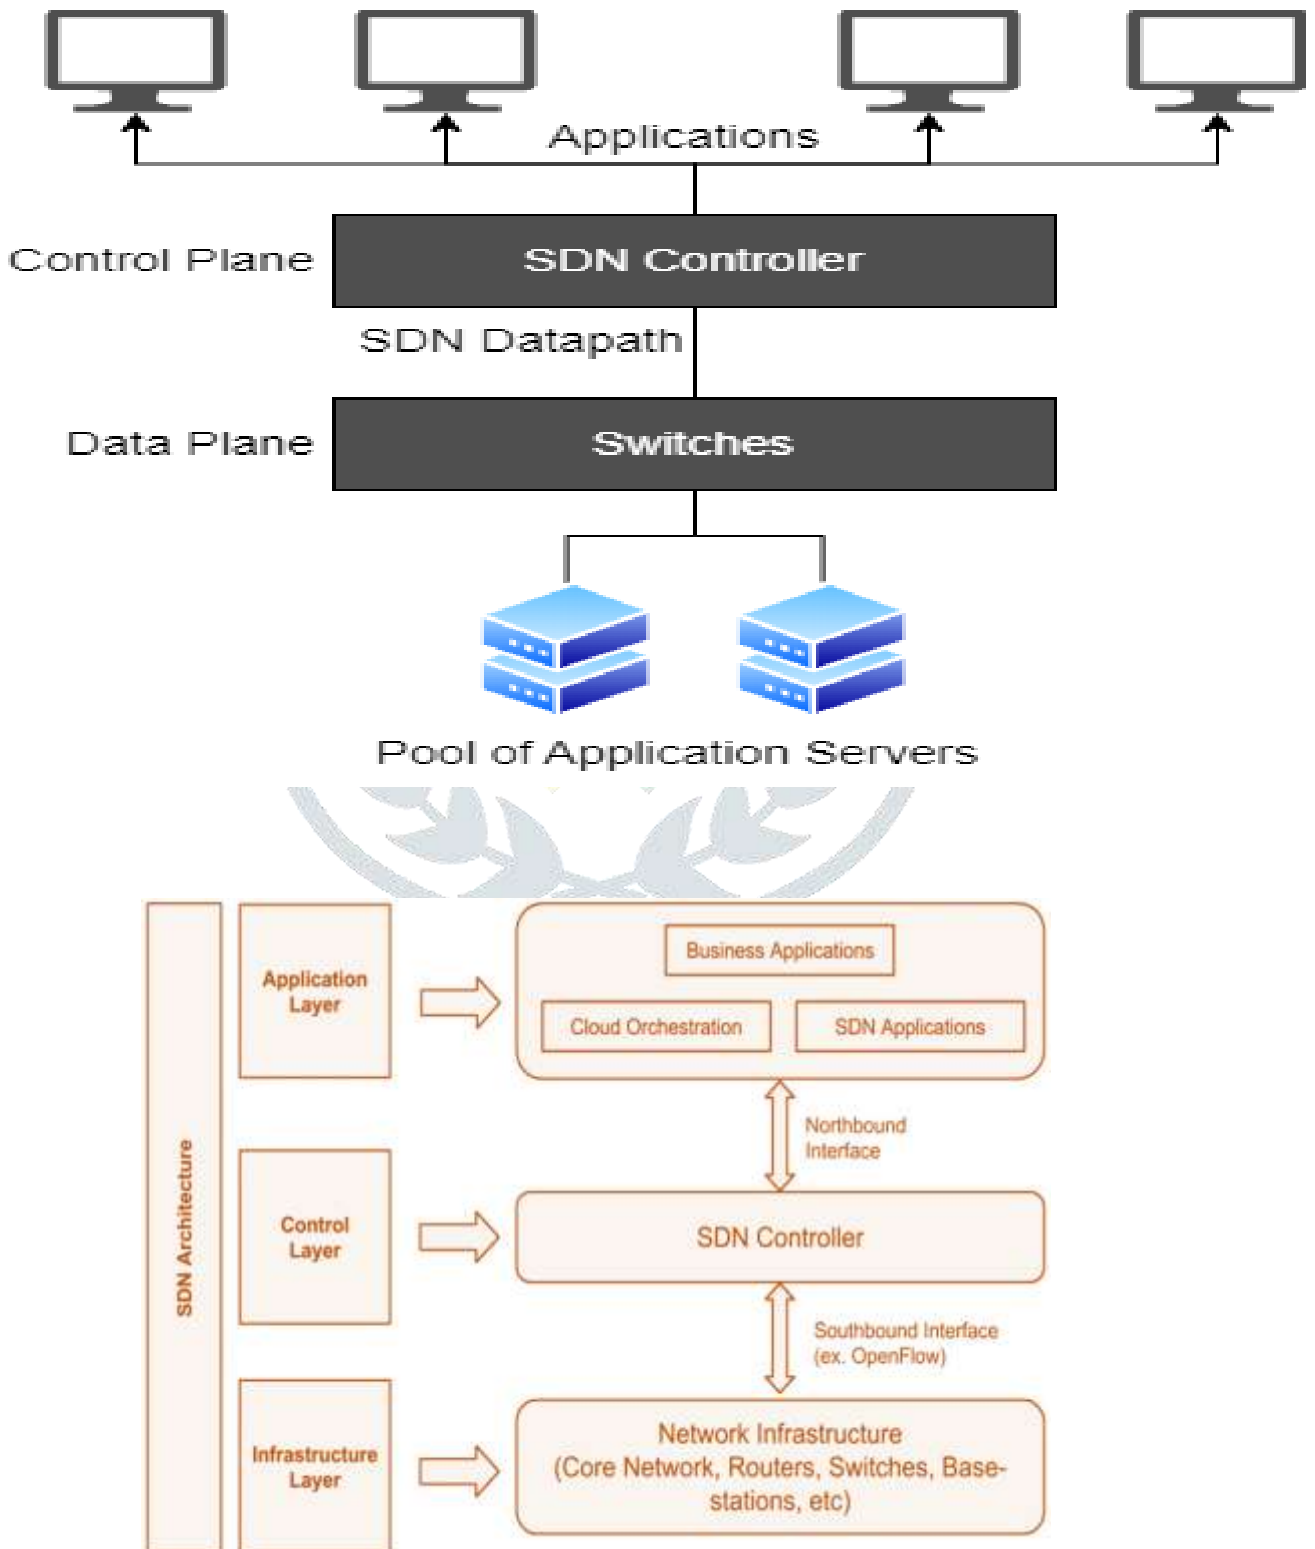 Applications
Control Plane
SDN Controller
SDN Datapath
Data Plane
Switches
Pool of Application Servers
SDN Architecture
Application
Layer
Business Applications
Cloud Orchestration
SDN Applications
Northbound
Interface
Control
Layer
SDN Controller
Southbound Interface
(ex. OpenFlow)
Infrastructure
Layer
Network Infrastructure
(Core Network, Routers, Switches, Base-
stations, etc)